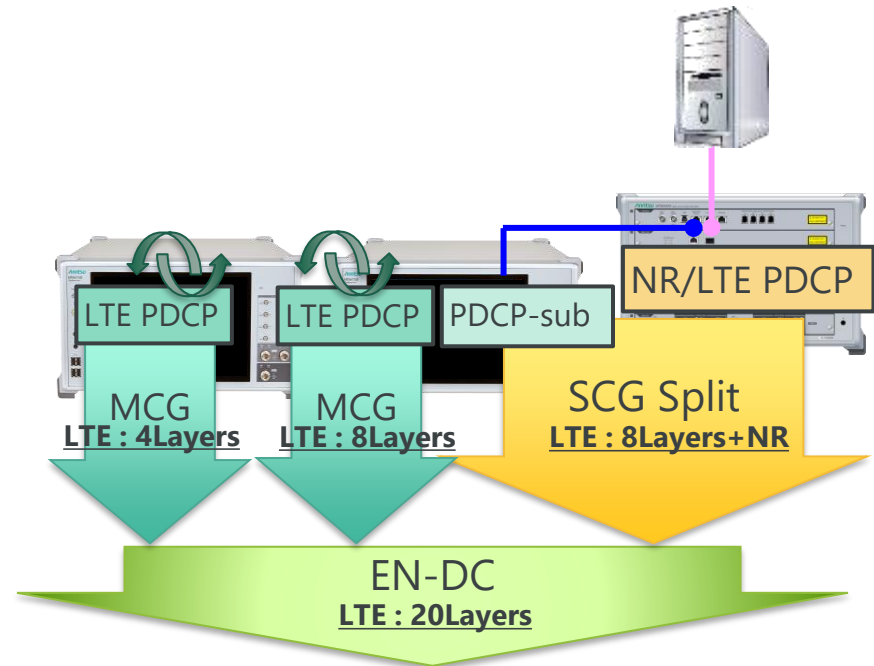 Anritsu
NR/LTE PDCP
LTE PDCP
LTE PDCP
PDCP-sub
MCG
LTE : 4Layers
MCG
LTE : 8Layers
SCG Split
LTE : 8Layers+NR
EN-DC
LTE : 20Layers